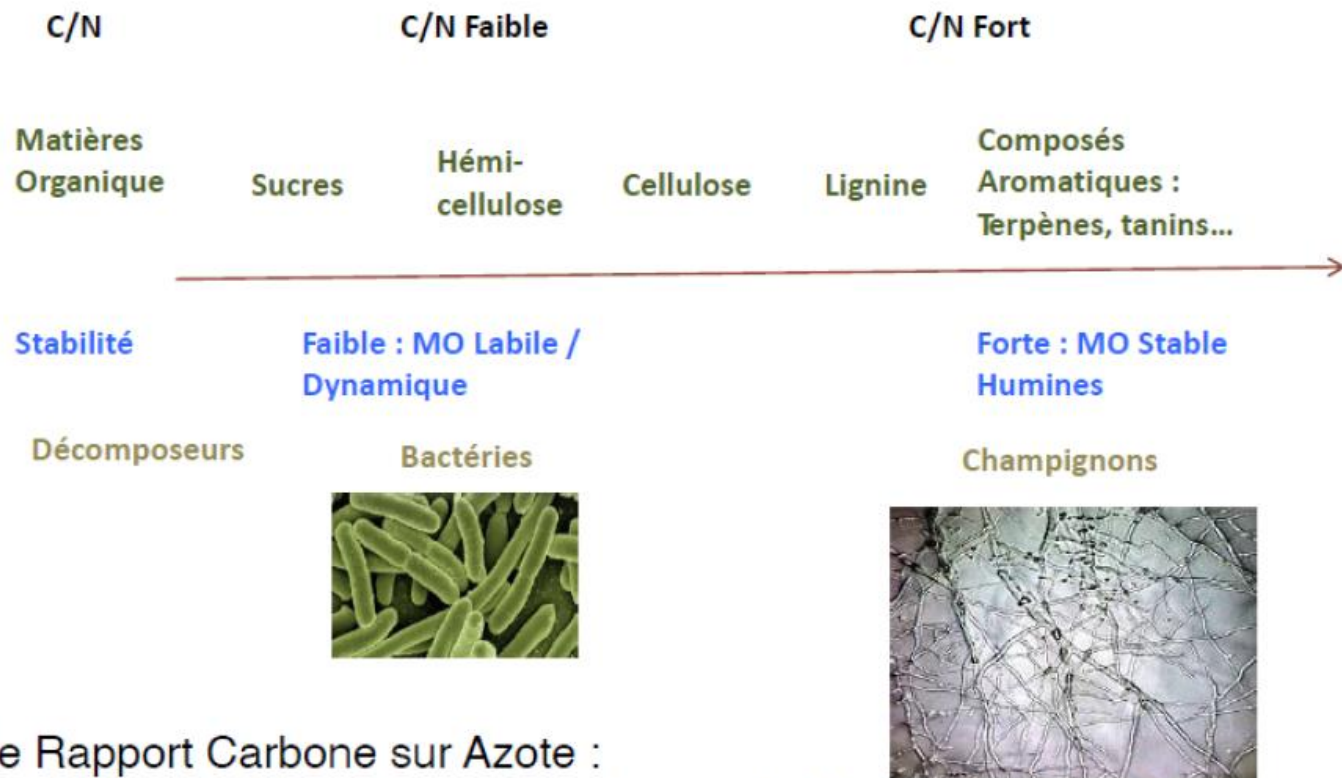 C/N C/N Faible C/N Fort
Matières
Organique
Sucres
Hémi-
cellulose
Cellulose
Lignine
Composés
Aromatiques :
Terpènes, tanins...
Stabilité
Faible : MO Labile /
Dynamique
Forte : MO Stable
Humines
Décomposeurs
Bactéries
Champignons
e Rapport Carbone sur Azote :